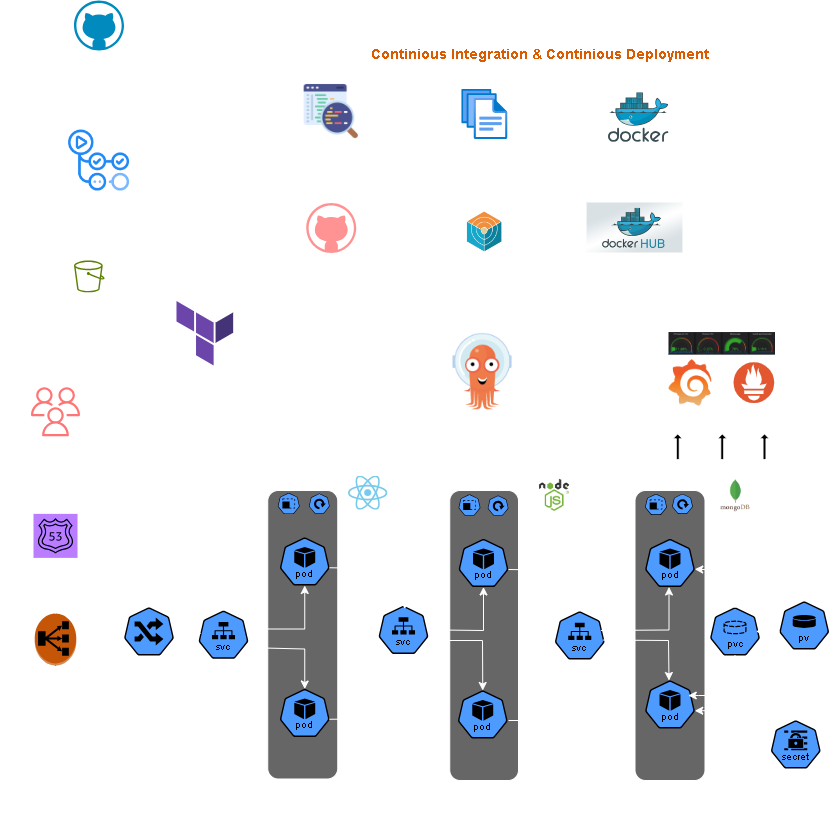 Continious Integration & Continious Deployment
docker
docker HUB
node
JS
mongoDB
53
pod
pod
pod
svc
svc
svc
pvc
pv
pod
pod
pod
secret